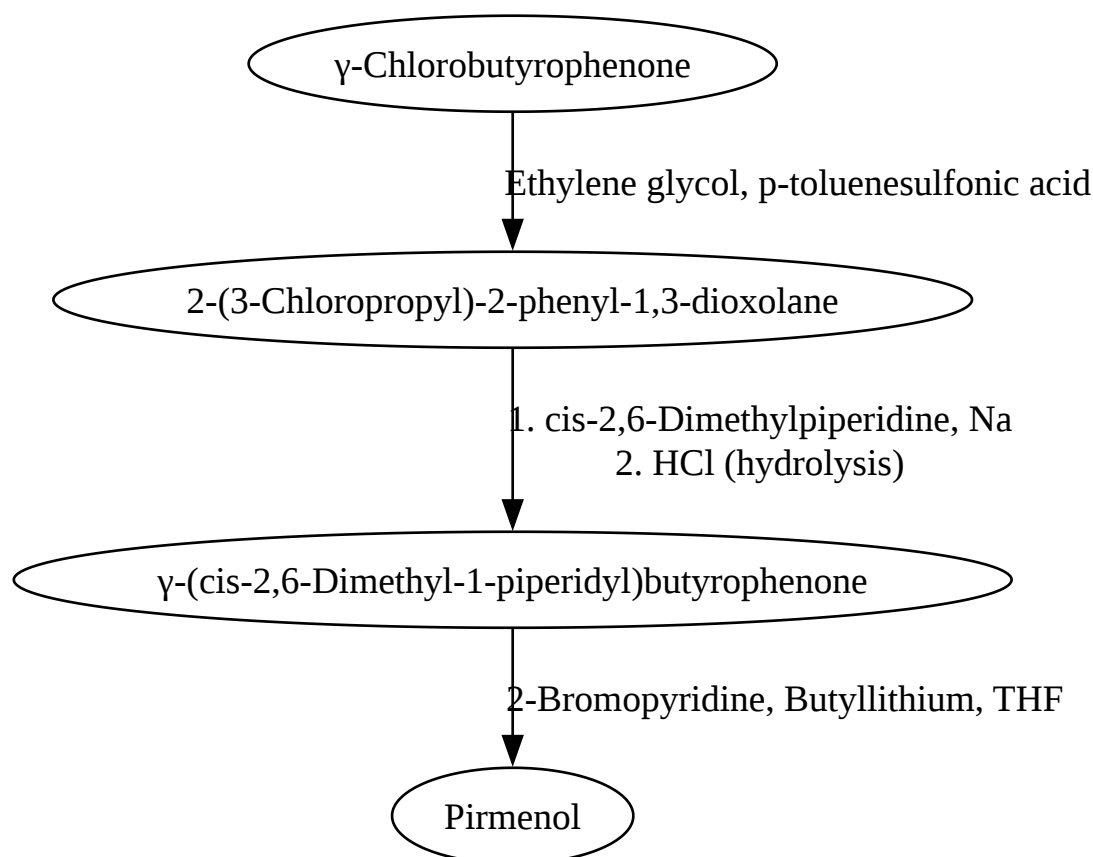 γ-Chlorobutyrophenone
Ethylene glycol, p-toluenesulfonic acid
2-(3-Chloropropyl)-2-phenyl-1,3-dioxolane
1. cis-2,6-Dimethylpiperidine, Na
2. HCl (hydrolysis)
γ-(cis-2,6-Dimethyl-1-piperidyl)butyrophenone
2-Bromopyridine, Butyllithium, THF
Pirmenol